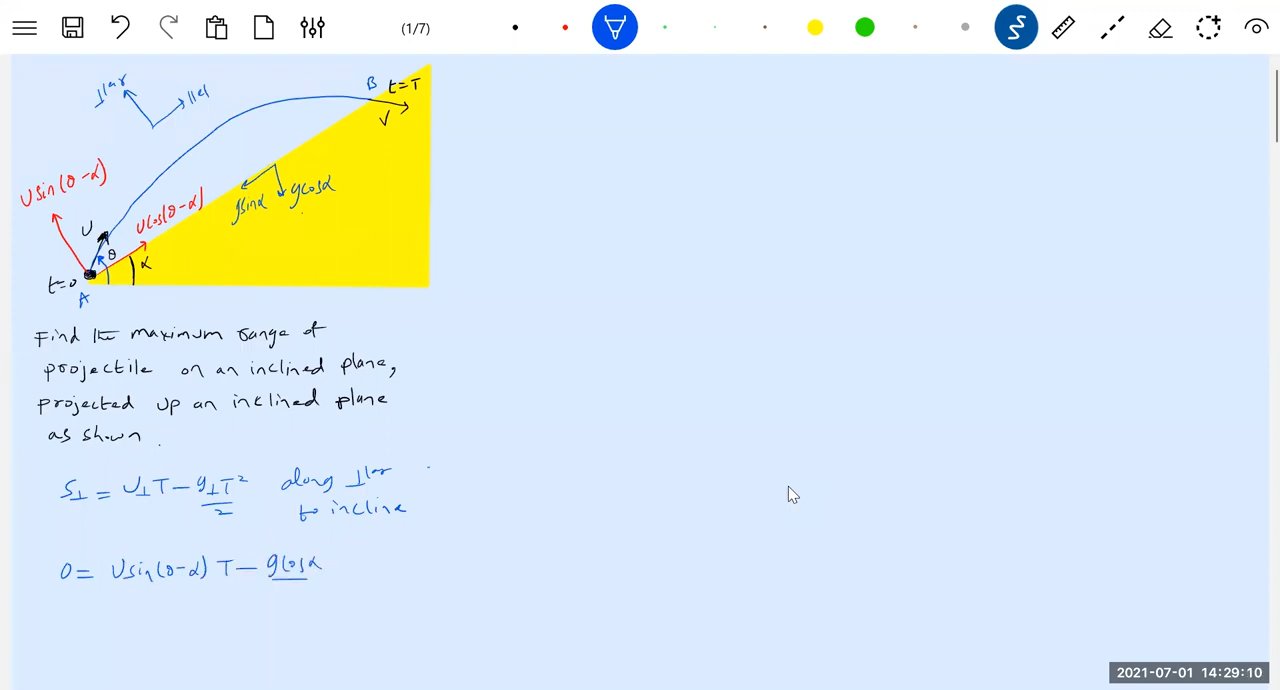 (1/7)
⊥lar
||el
B t=T
V
U sin(θ-α)
U cos(θ-α)
gsinα
gcosα
U
θ
α
t=0
A
Find the maximum range of
projectile on an inclined plane,
projected up an inclined plane
as shown.
S⊥ = U⊥T - g⊥T²/2 along ⊥lar
to incline
0 = Usin(θ-α) T - gcosα
2021-07-01 14:29:10